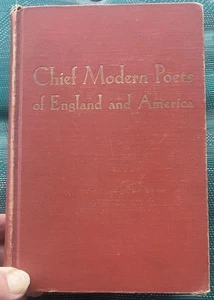 Chief Modern Poets
of England and America